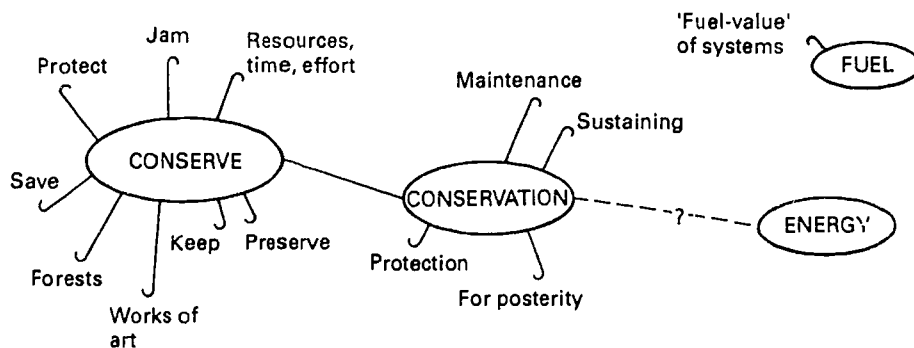 'Fuel-value'
of systems
FUEL
Jam
Resources,
time, effort
Protect
Maintenance
Sustaining
CONSERVE
Save
CONSERVATION
?
ENERGY
Keep
Preserve
Protection
Forests
For posterity
Works of
art